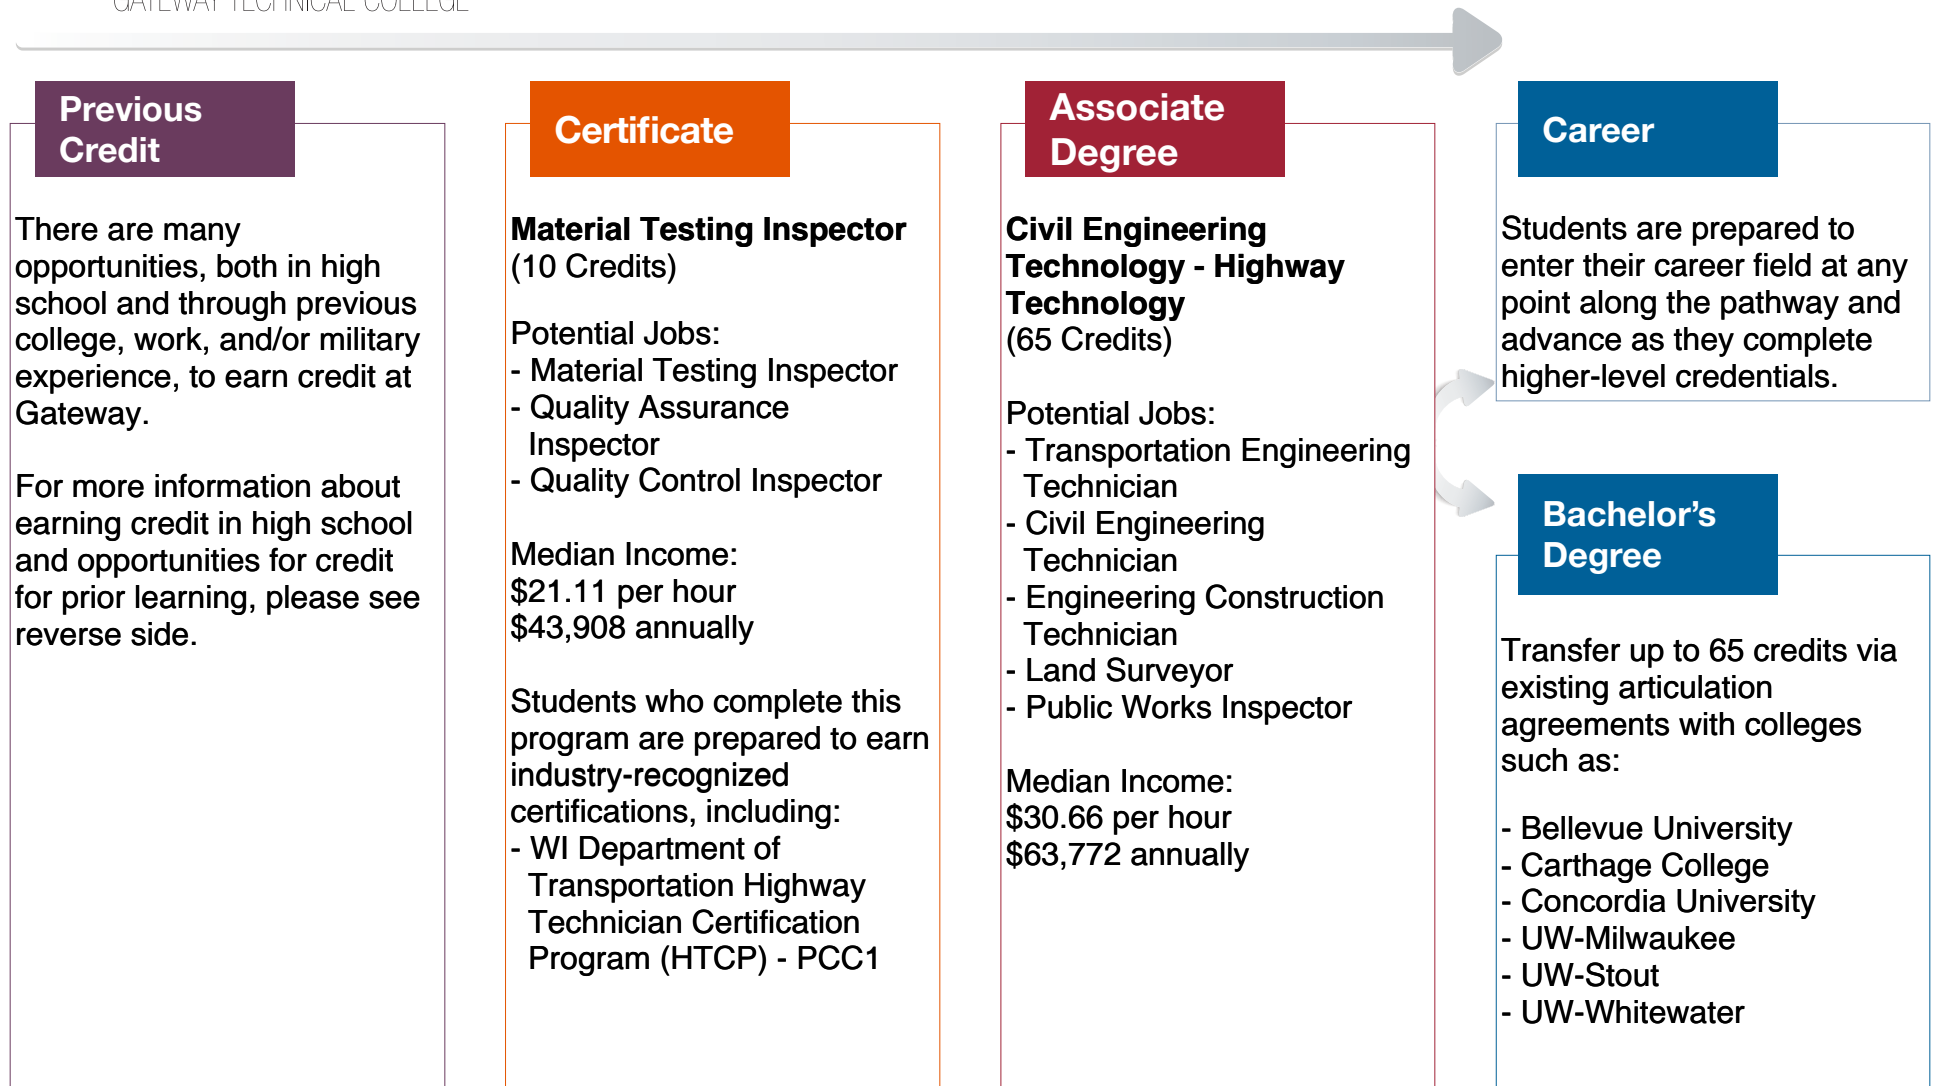 GATEWAY TECHNICAL COLLEGE
Previous
Credit
There are many
opportunities, both in high
school and through previous
college, work, and/or military
experience, to earn credit at
Gateway.
For more information about
earning credit in high school
and opportunities for credit
for prior learning, please see
reverse side.
Certificate
Material Testing Inspector
(10 Credits)
Potential Jobs:
- Material Testing Inspector
- Quality Assurance
Inspector
- Quality Control Inspector
Median Income:
$21.11 per hour
$43,908 annually
Students who complete this
program are prepared to earn
industry-recognized
certifications, including:
- WI Department of
Transportation Highway
Technician Certification
Program (HTCP) - PCC1
Associate
Degree
Civil Engineering
Technology - Highway
Technology
(65 Credits)
Potential Jobs:
- Transportation Engineering
Technician
- Civil Engineering
Technician
- Engineering Construction
Technician
- Land Surveyor
- Public Works Inspector
Median Income:
$30.66 per hour
$63,772 annually
Career
Students are prepared to
enter their career field at any
point along the pathway and
advance as they complete
higher-level credentials.
Bachelor's
Degree
Transfer up to 65 credits via
existing articulation
agreements with colleges
such as:
- Bellevue University
- Carthage College
- Concordia University
- UW-Milwaukee
- UW-Stout
- UW-Whitewater